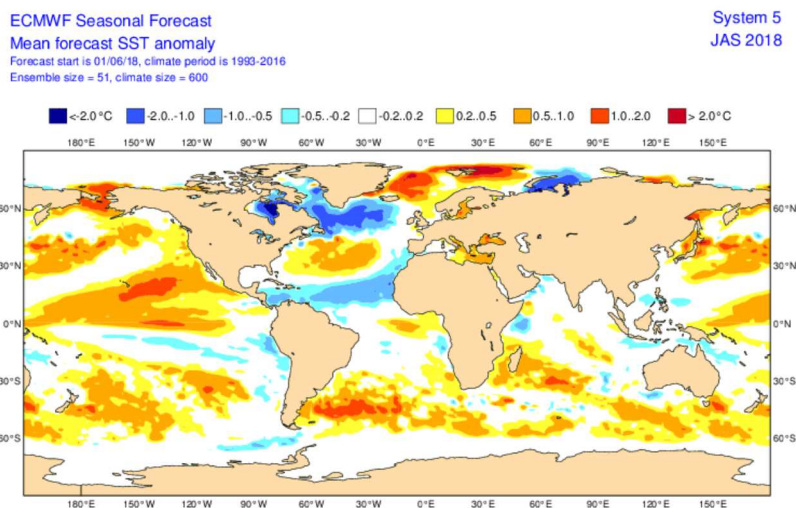 ECMWF Seasonal Forecast
System 5
Mean forecast SST anomaly
JAS 2018
Forecast start is 01/06/18, climate period is 1993-2016
Ensemble size = 51, climate size = 600
<-2.0°C -2.0..-1.0 -1.0..-0.5 -0.5..-0.2 -0.2..0.2 0.2..0.5 0.5..1.0 1.0..2.0 > 2.0°C
180°E 150°W 120°W 90°W 60°W 30°W 0°E 30°E 60°E 90°E 120°E 150°E
60°N 60°N
30°N 30°N
0°N 0°N
30°S 30°S
60°S 60°S
180°E 150°W 120°W 90°W 60°W 30°W 0°E 30°E 60°E 90°E 120°E 150°E